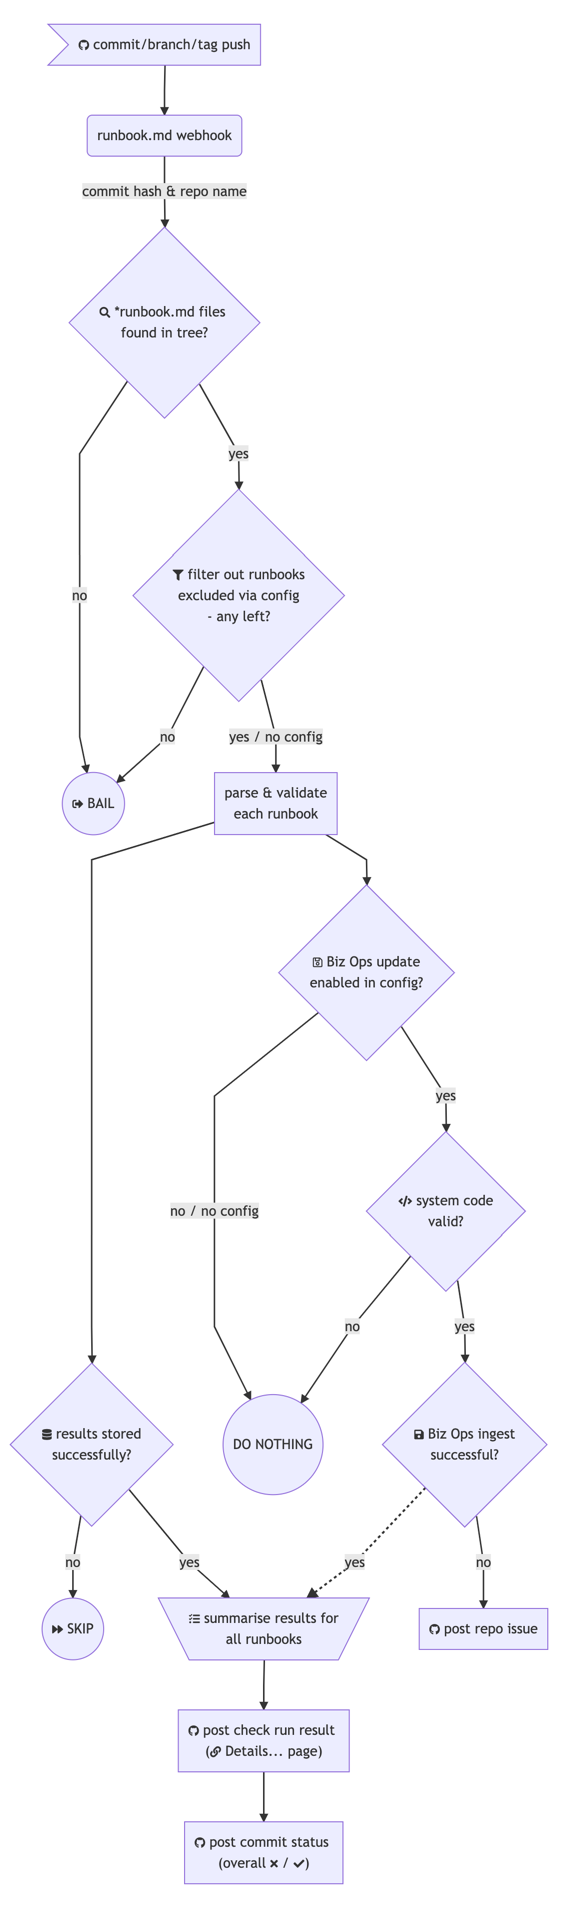 commit/branch/tag push
runbook.md webhook
commit hash & repo name
*runbook.md files
found in tree?
yes
filter out runbooks
excluded via config
- any left?
no
no
yes / no config
BAIL
parse & validate
each runbook
Biz Ops update
enabled in config?
yes
no / no config
system code
valid?
no
yes
results stored
successfully?
DO NOTHING
Biz Ops ingest
successful?
no
yes
yes
no
SKIP
summarise results for
all runbooks
post repo issue
post check run result
( Details... page)
post commit status
(overall ✖ / ✔)